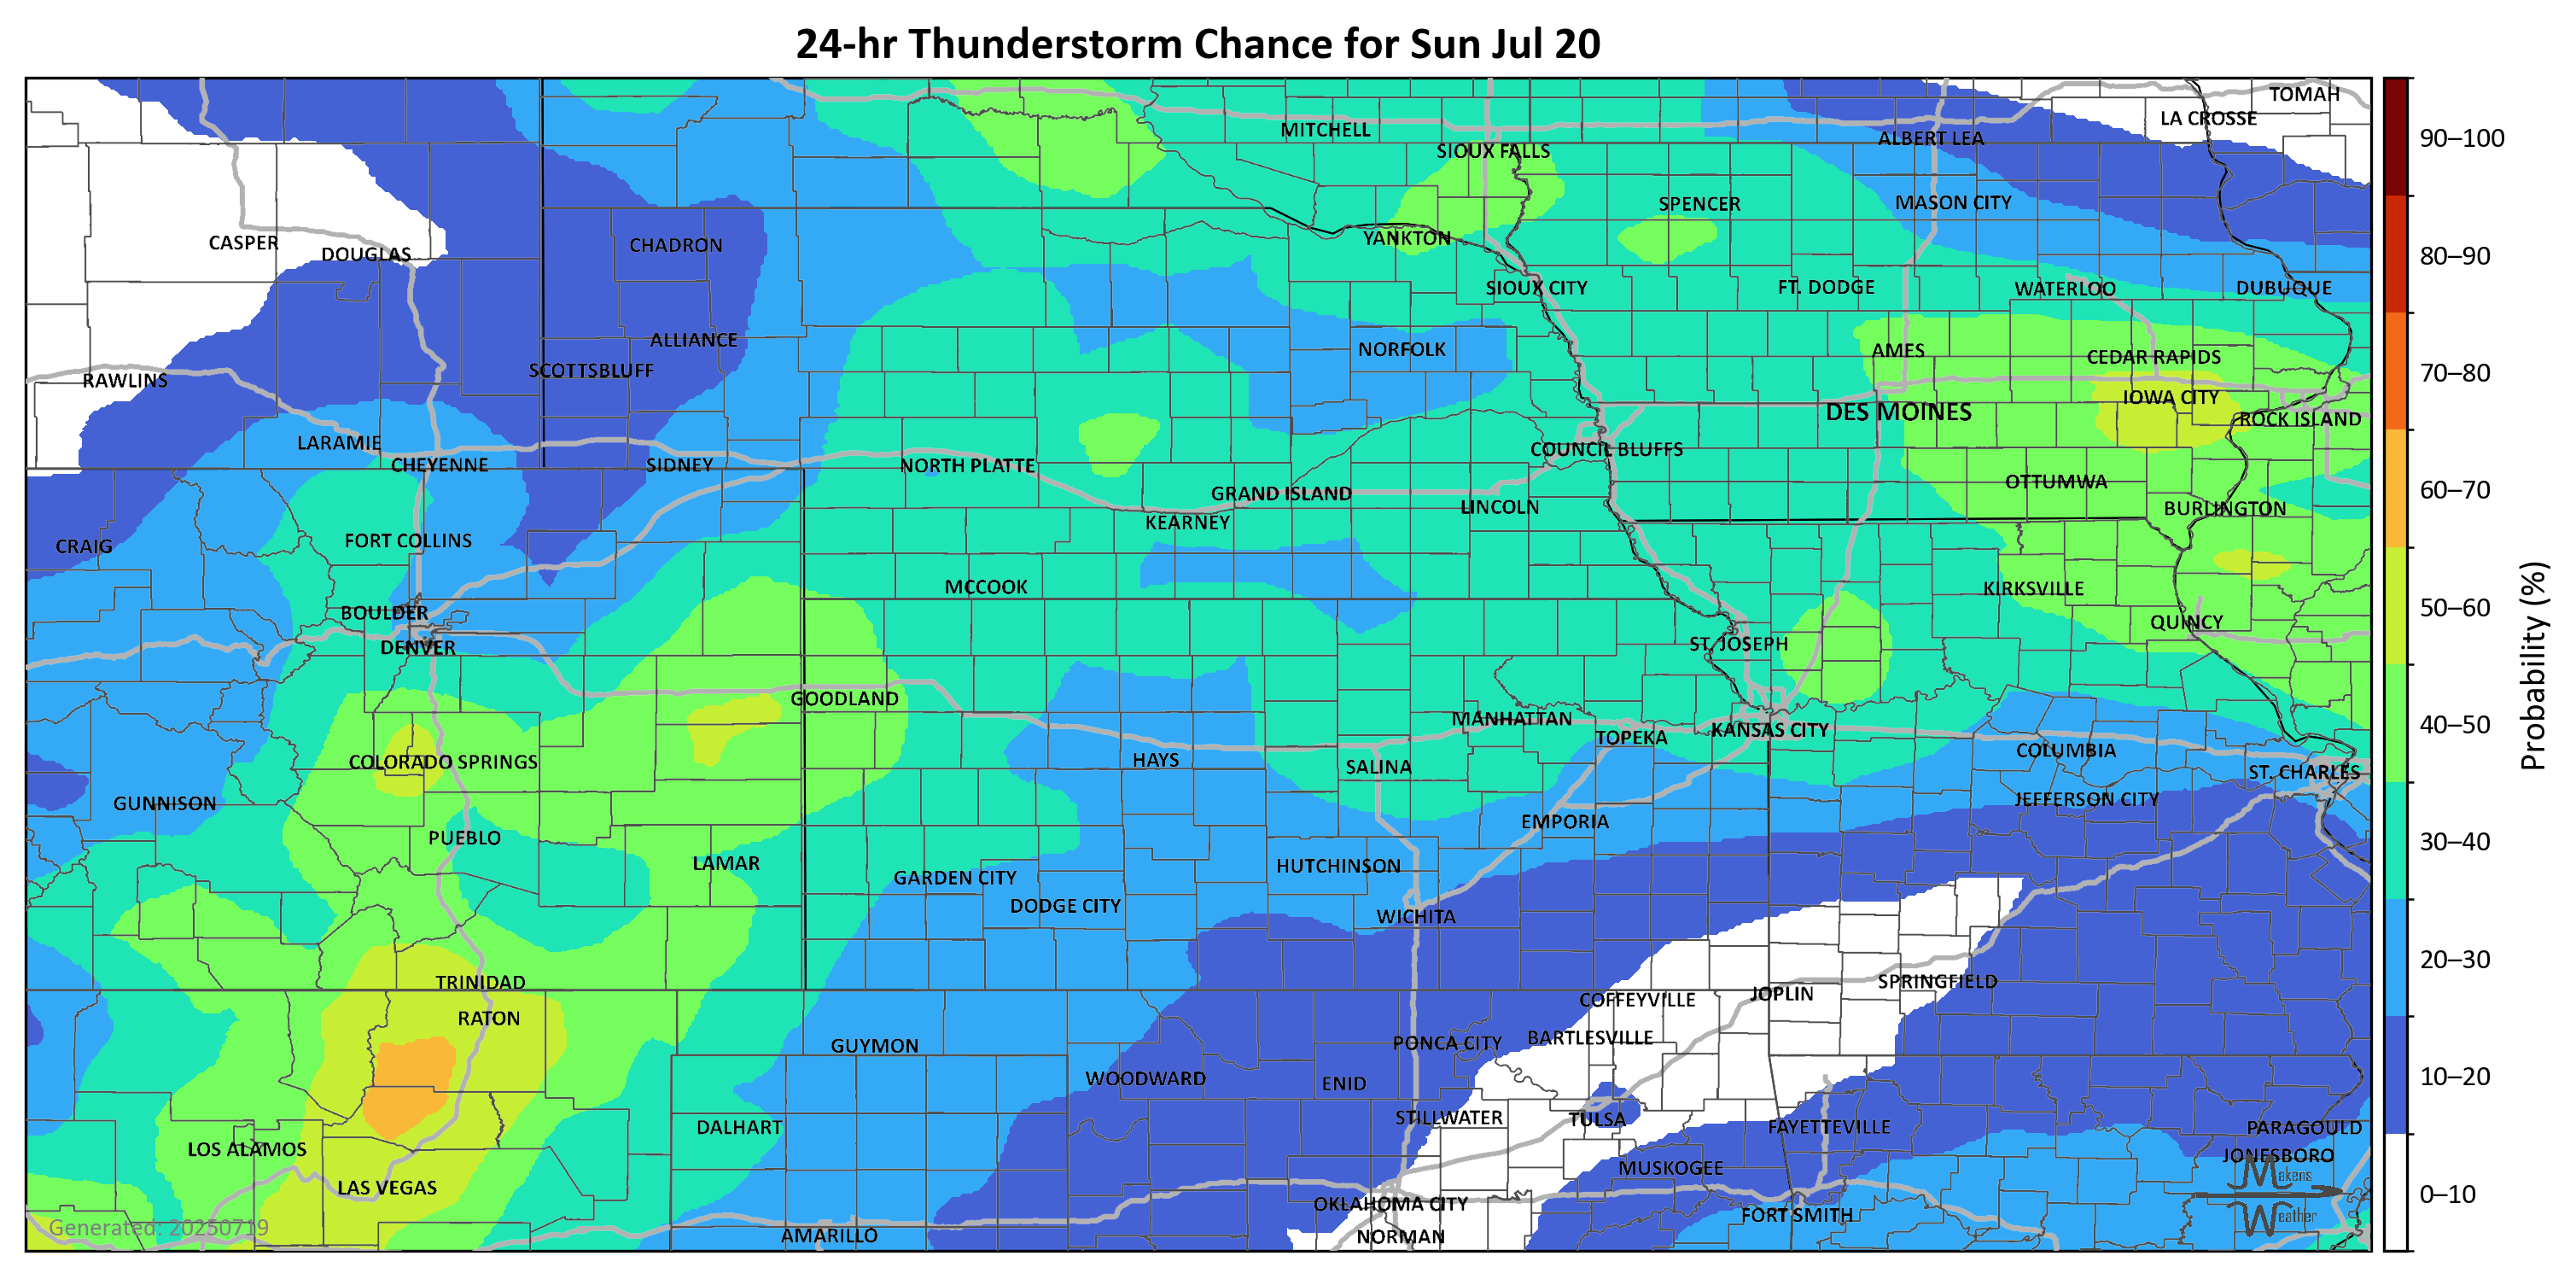 24-hr Thunderstorm Chance for Sun Jul 20
TOMAH
LA CROSSE
MITCHELL
ALBERT LEA
SIOUX FALLS
SPENCER
MASON CITY
CASPER
DOUGLAS
CHADRON
YANKTON
SIOUX CITY
FT. DODGE
WATERLOO
DUBUQUE
ALLIANCE
NORFOLK
AMES
CEDAR RAPIDS
RAWLINS
SCOTTSBLUFF
IOWA CITY
DES MOINES
ROCK ISLAND
LARAMIE
COUNCIL BLUFFS
CHEYENNE
SIDNEY
NORTH PLATTE
OTTUMWA
GRAND ISLAND
LINCOLN
BURLINGTON
KEARNEY
CRAIG
FORT COLLINS
MCCOOK
KIRKSVILLE
BOULDER
QUINCY
DENVER
ST. JOSEPH
GOODLAND
MANHATTAN
TOPEKA
KANSAS CITY
COLUMBIA
COLORADO SPRINGS
HAYS
SALINA
ST. CHARLES
GUNNISON
JEFFERSON CITY
EMPORIA
PUEBLO
LAMAR
HUTCHINSON
GARDEN CITY
DODGE CITY
WICHITA
TRINIDAD
SPRINGFIELD
JOPLIN
COFFEYVILLE
RATON
BARTLESVILLE
PONCA CITY
GUYMON
WOODWARD
ENID
STILLWATER
TULSA
DALHART
FAYETTEVILLE
PARAGOULD
LOS ALAMOS
JONESBORO
MUSKOGEE
LAS VEGAS
OKLAHOMA CITY
FORT SMITH
AMARILLO
NORMAN
Makens
Weather
Generated: 20250719
90–100
80–90
70–80
60–70
50–60
40–50
30–40
20–30
10–20
0–10
Probability (%)